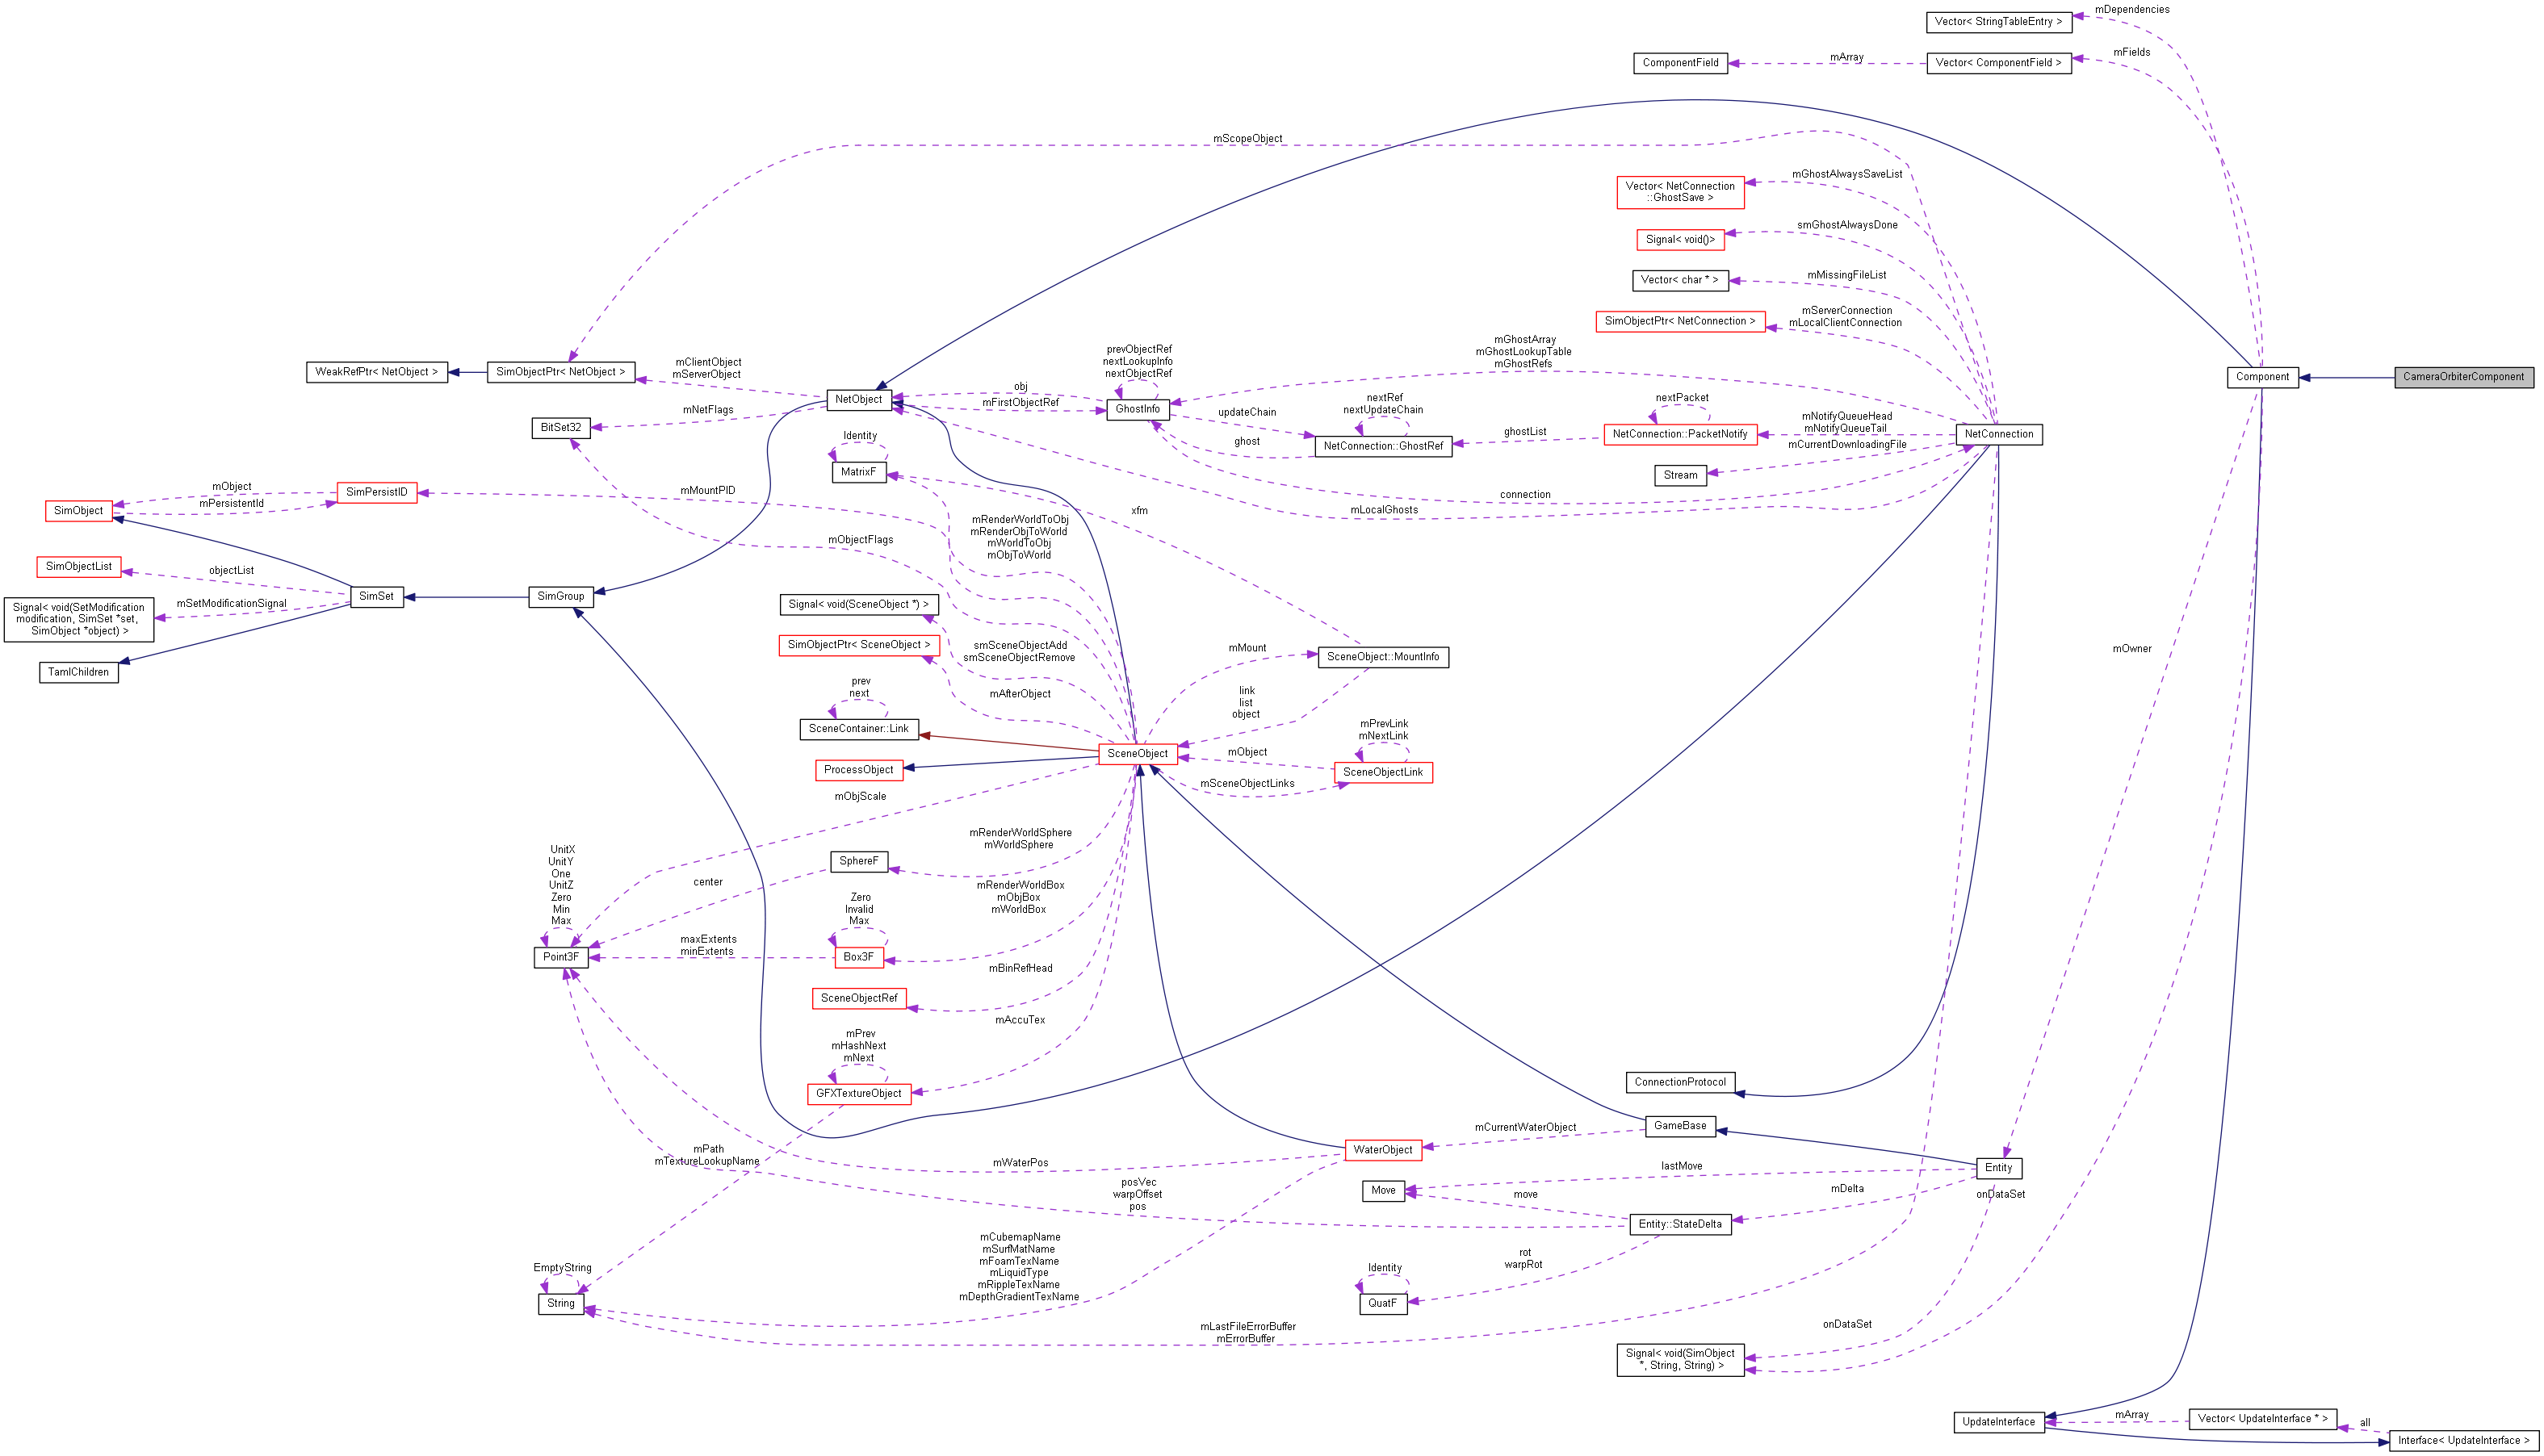 mDependencies
Vector< StringTableEntry >
mFields
ComponentField
mArray
Vector< ComponentField >
mScopeObject
mGhostAlwaysSaveList
Vector< NetConnection
::GhostSave >
smGhostAlwaysDone
Signal< void()>
mMissingFileList
Vector< char * >
mServerConnection
mLocalClientConnection
SimObjectPtr< NetConnection >
mGhostArray
mGhostLookupTable
mGhostRefs
prevObjectRef
nextLookupInfo
nextObjectRef
mClientObject
mServerObject
WeakRefPtr< NetObject >
SimObjectPtr< NetObject >
Component
CameraOrbiterComponent
obj
NetObject
mFirstObjectRef
GhostInfo
mNetFlags
updateChain
nextRef
nextUpdateChain
nextPacket
mNotifyQueueHead
mNotifyQueueTail
BitSet32
Identity
ghost
NetConnection::GhostRef
ghostList
NetConnection::PacketNotify
NetConnection
mCurrentDownloadingFile
MatrixF
Stream
mObject
SimPersistID
mMountPID
connection
mPersistentId
SimObject
xfm
mLocalGhosts
mRenderWorldToObj
mRenderObjToWorld
mWorldToObj
mObjToWorld
mObjectFlags
SimObjectList
objectList
SimSet
SimGroup
mSetModificationSignal
Signal< void(SetModification
modification, SimSet *set,
SimObject *object) >
Signal< void(SceneObject *) >
TamlChildren
SimObjectPtr< SceneObject >
smSceneObjectAdd
smSceneObjectRemove
mMount
SceneObject::MountInfo
mOwner
mAfterObject
prev
next
link
list
object
SceneContainer::Link
mPrevLink
mNextLink
SceneObject
mObject
ProcessObject
SceneObjectLink
mSceneObjectLinks
mObjScale
mRenderWorldSphere
mWorldSphere
SphereF
center
UnitX
UnitY
One
UnitZ
Zero
Min
Max
mRenderWorldBox
mObjBox
mWorldBox
Zero
Invalid
Max
maxExtents
minExtents
Point3F
Box3F
mBinRefHead
SceneObjectRef
mAccuTex
mPrev
mHashNext
mNext
GFXTextureObject
ConnectionProtocol
mCurrentWaterObject
GameBase
mPath
mTextureLookupName
WaterObject
mWaterPos
lastMove
Entity
posVec
warpOffset
pos
Move
move
mDelta
onDataSet
Entity::StateDelta
mCubemapName
mSurfMatName
mFoamTexName
mLiquidType
mRippleTexName
mDepthGradientTexName
rot
warpRot
EmptyString
Identity
String
QuatF
mLastFileErrorBuffer
mErrorBuffer
onDataSet
Signal< void(SimObject
*, String, String) >
UpdateInterface
mArray
Vector< UpdateInterface * >
all
Interface< UpdateInterface >